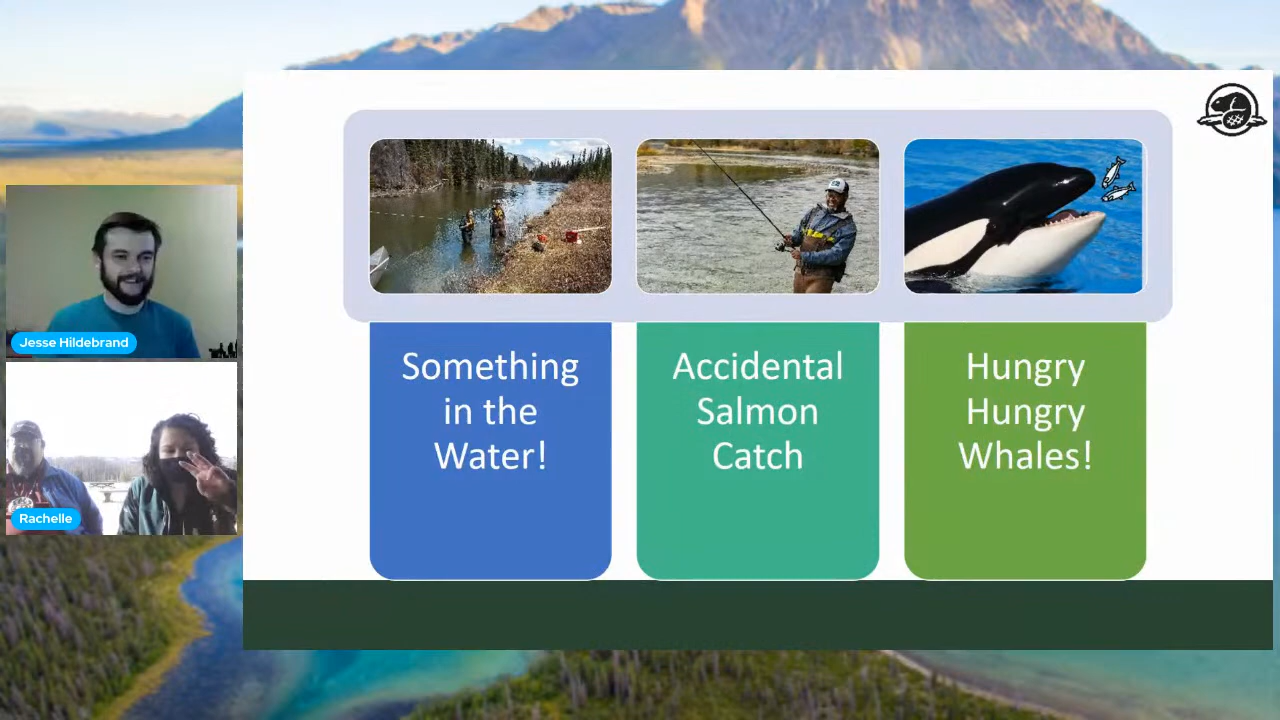 Something
in the
Water!
Accidental
Salmon
Catch
Hungry
Hungry
Whales!
Jesse Hildebrand
Rachelle